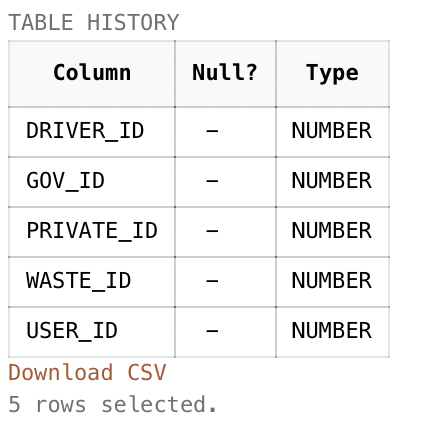 TABLE HISTORY
Column Null? Type
DRIVER_ID – NUMBER
GOV_ID – NUMBER
PRIVATE_ID – NUMBER
WASTE_ID – NUMBER
USER_ID – NUMBER
Download CSV
5 rows selected.